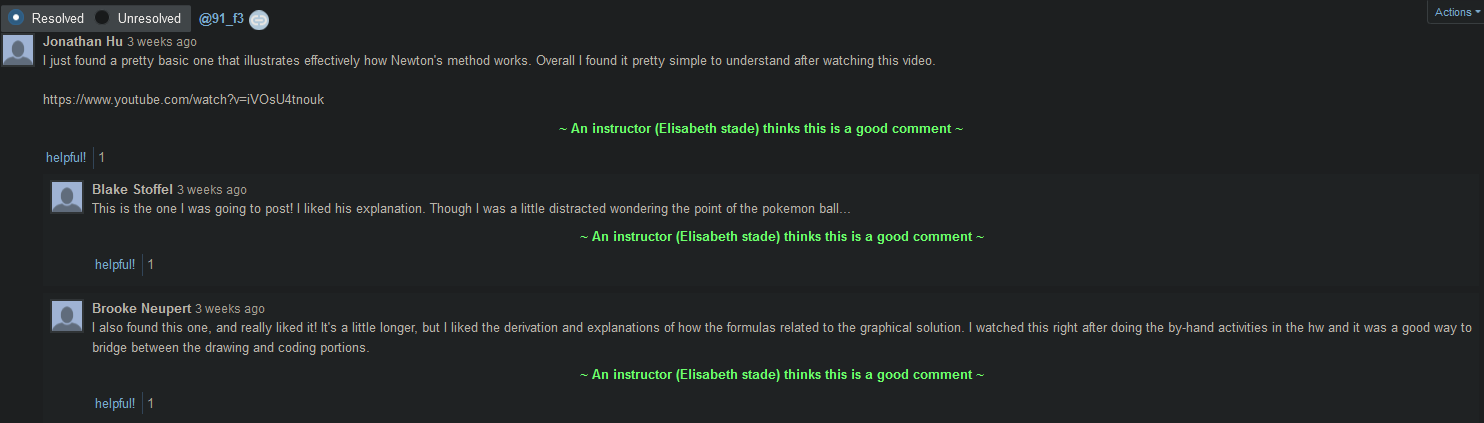 Resolved Unresolved @91_f3 Actions
Jonathan Hu 3 weeks ago
I just found a pretty basic one that illustrates effectively how Newton's method works. Overall I found it pretty simple to understand after watching this video.
https://www.youtube.com/watch?v=iVOsU4tnouk
~ An instructor (Elisabeth stade) thinks this is a good comment ~
helpful! 1
Blake Stoffel 3 weeks ago
This is the one I was going to post! I liked his explanation. Though I was a little distracted wondering the point of the pokemon ball...
~ An instructor (Elisabeth stade) thinks this is a good comment ~
helpful! 1
Brooke Neupert 3 weeks ago
I also found this one, and really liked it! It's a little longer, but I liked the derivation and explanations of how the formulas related to the graphical solution. I watched this right after doing the by-hand activities in the hw and it was a good way to
bridge between the drawing and coding portions.
~ An instructor (Elisabeth stade) thinks this is a good comment ~
helpful! 1